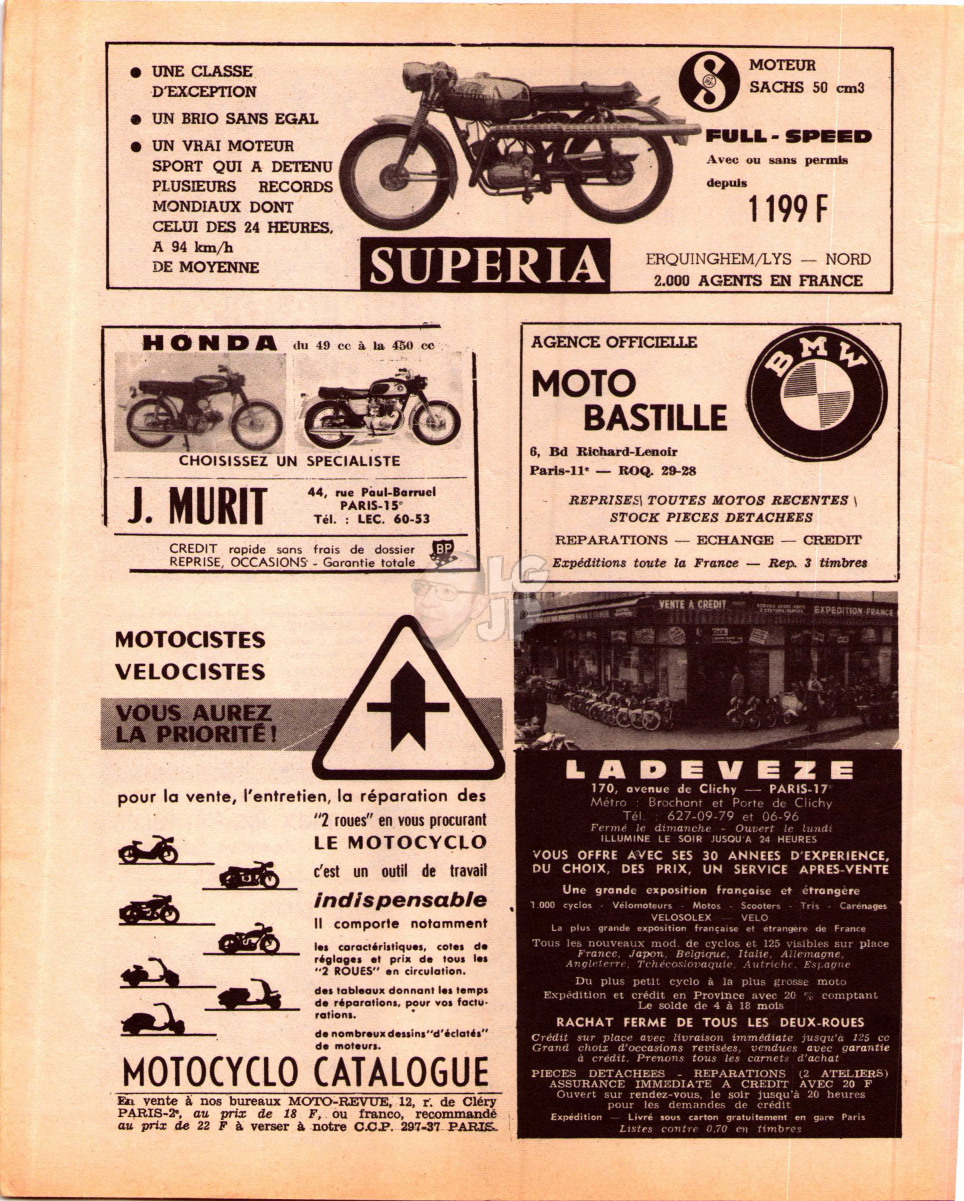 ● UNE CLASSE
D'EXCEPTION
● UN BRIO SANS EGAL
● UN VRAI MOTEUR
SPORT QUI A DETENU
PLUSIEURS RECORDS
MONDIAUX DONT
CELUI DES 24 HEURES,
A 94 km/h
DE MOYENNE
S
MOTEUR
SACHS 50 cm3
FULL-SPEED
Avec ou sans permis
depuis
1199 F
SUPERIA
ERQUINGHEM/LYS — NORD
2.000 AGENTS EN FRANCE
HONDA du 49 cc à la 450 cc
CHOISISSEZ UN SPECIALISTE
J. MURIT
44, rue Paul-Barruel
PARIS-15e
Tél. : LEC. 60-53
CREDIT rapide sans frais de dossier
REPRISE, OCCASIONS - Garantie totale
BP
AGENCE OFFICIELLE
MOTO
BASTILLE
BMW
6, Bd Richard-Lenoir
Paris-11e — ROQ. 29-28
REPRISES TOUTES MOTOS RECENTES
STOCK PIECES DETACHEES
REPARATIONS — ECHANGE — CREDIT
Expéditions toute la France — Rep. 3 timbres
LG
JP
MOTOCISTES
VELOCISTES
VOUS AUREZ
LA PRIORITÉ !
pour la vente, l'entretien, la réparation des
"2 roues" en vous procurant
LE MOTOCYCLO
c'est un outil de travail
indispensable
Il comporte notamment
les caractéristiques, cotes de
réglages et prix de tous les
"2 ROUES" en circulation.
des tableaux donnant les temps
de réparations, pour vos factu-
rations.
de nombreux dessins "d'éclatés"
de moteurs.
MOTOCYCLO CATALOGUE
En vente à nos bureaux MOTO-REVUE, 12, r. de Cléry
PARIS-2e, au prix de 18 F, ou franco, recommandé
au prix de 22 F à verser à notre C.C.P. 297-37 PARIS.
VENTE A CREDIT
EXPEDITION-FRANCE
LADEVEZE
170, avenue de Clichy — PARIS-17e
Métro : Brochant et Porte de Clichy
Tél. : 627-09-79 et 06-96
Fermé le dimanche - Ouvert le lundi
ILLUMINE LE SOIR JUSQU'A 24 HEURES
VOUS OFFRE AVEC SES 30 ANNEES D'EXPERIENCE,
DU CHOIX, DES PRIX, UN SERVICE APRES-VENTE
Une grande exposition française et étrangère
1.000 cyclos - Vélomoteurs - Motos - Scooters - Tris - Carénages
VELOSOLEX — VELO
La plus grande exposition française et étrangère de France
Tous les nouveaux mod. de cyclos et 125 visibles sur place
France, Japon, Belgique, Italie, Allemagne,
Angleterre, Tchécoslovaquie, Autriche, Espagne
Du plus petit cyclo à la plus grosse moto
Expédition et crédit en Province avec 20 % comptant
Le solde de 4 à 18 mois
RACHAT FERME DE TOUS LES DEUX-ROUES
Crédit sur place avec livraison immédiate jusqu'à 125 cc
Grand choix d'occasions revisées, vendues avec garantie
à crédit. Prenons tous les carnets d'achat
PIECES DETACHEES - REPARATIONS (2 ATELIERS)
ASSURANCE IMMEDIATE A CREDIT AVEC 20 F
Ouvert sur rendez-vous, le soir jusqu'à 20 heures
pour les demandes de crédit
Expédition — Livré sous carton gratuitement en gare Paris
Listes contre 0,70 en timbres